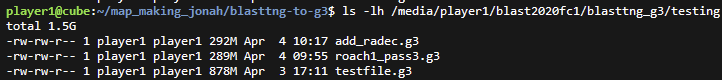 player1@cube:~/map_making_jonah/blasttng-to-g3$ ls -lh /media/player1/blast2020fc1/blasttng_g3/testing
total 1.5G
-rw-rw-r-- 1 player1 player1 292M Apr  4 10:17 add_radec.g3
-rw-rw-r-- 1 player1 player1 289M Apr  4 09:55 roach1_pass3.g3
-rw-rw-r-- 1 player1 player1 878M Apr  3 17:11 testfile.g3